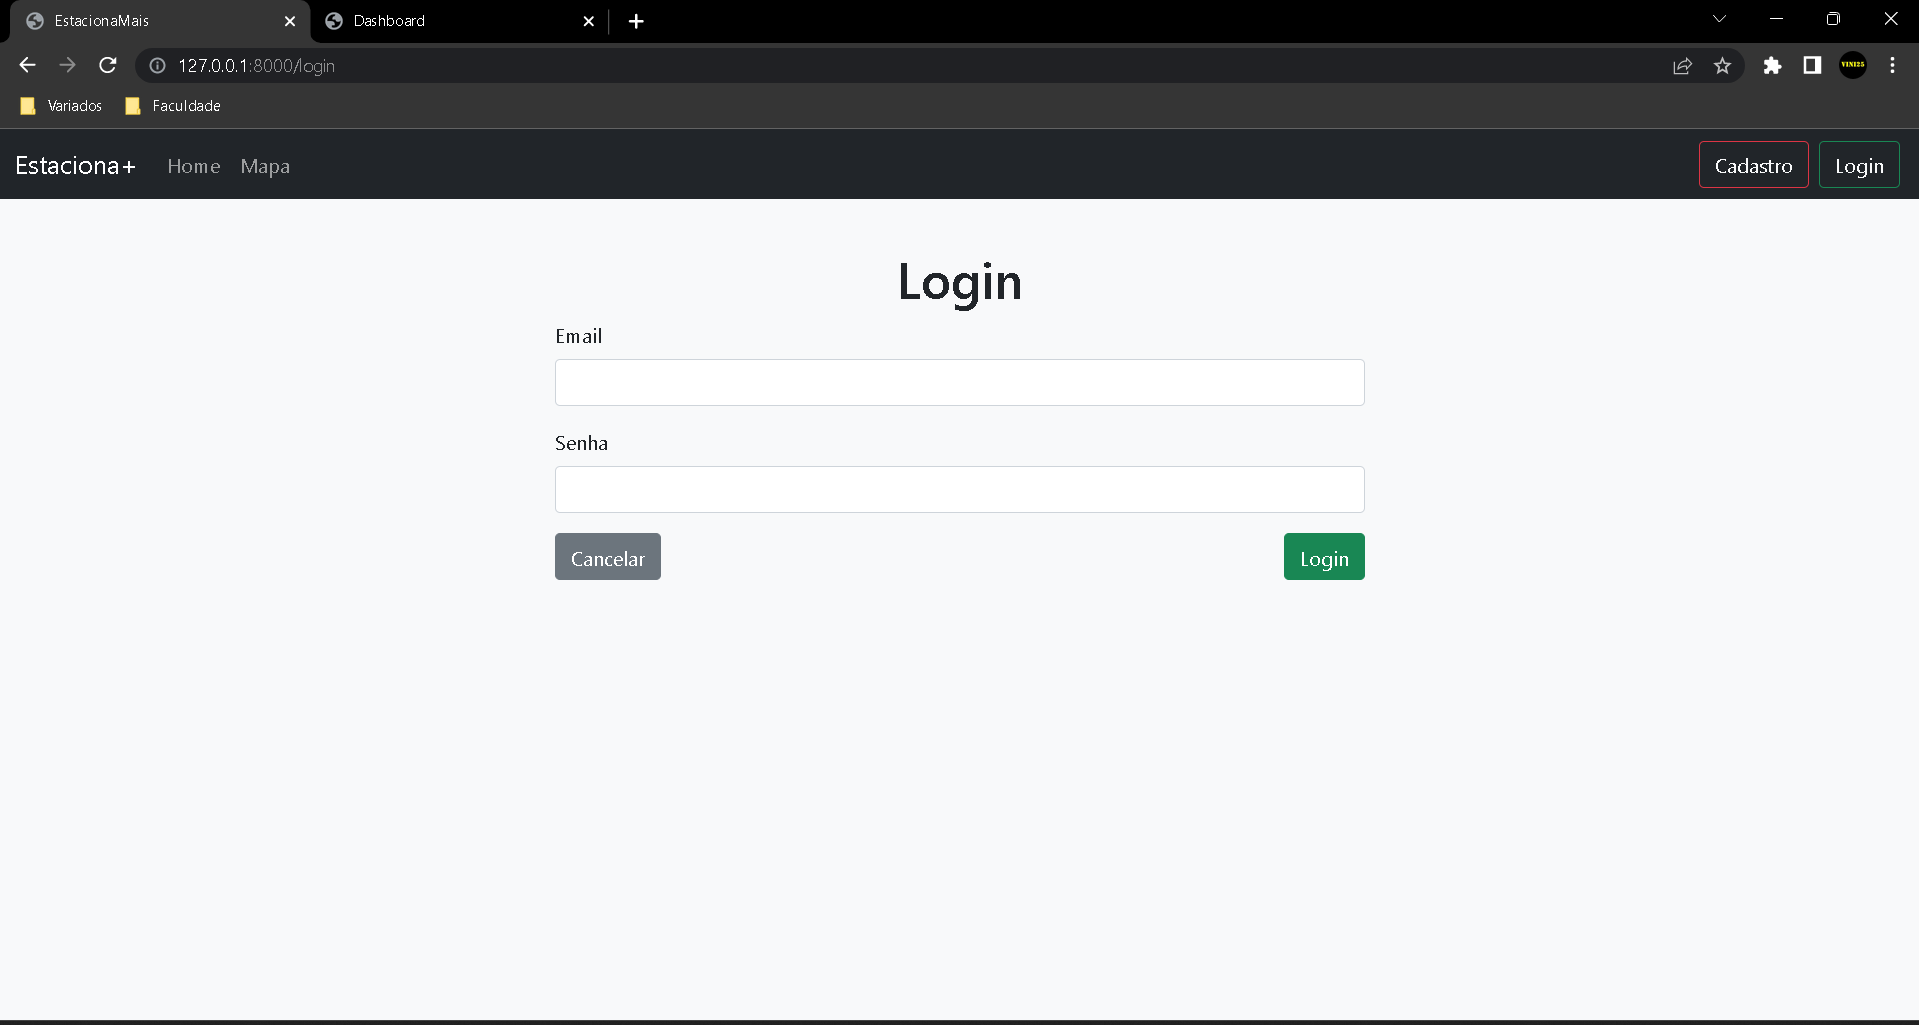 EstacionaMais
Dashboard
127.0.0.1:8000/login
VINI25
Variados
Faculdade
Estaciona+
Home
Mapa
Cadastro
Login
Login
Email
Senha
Cancelar
Login